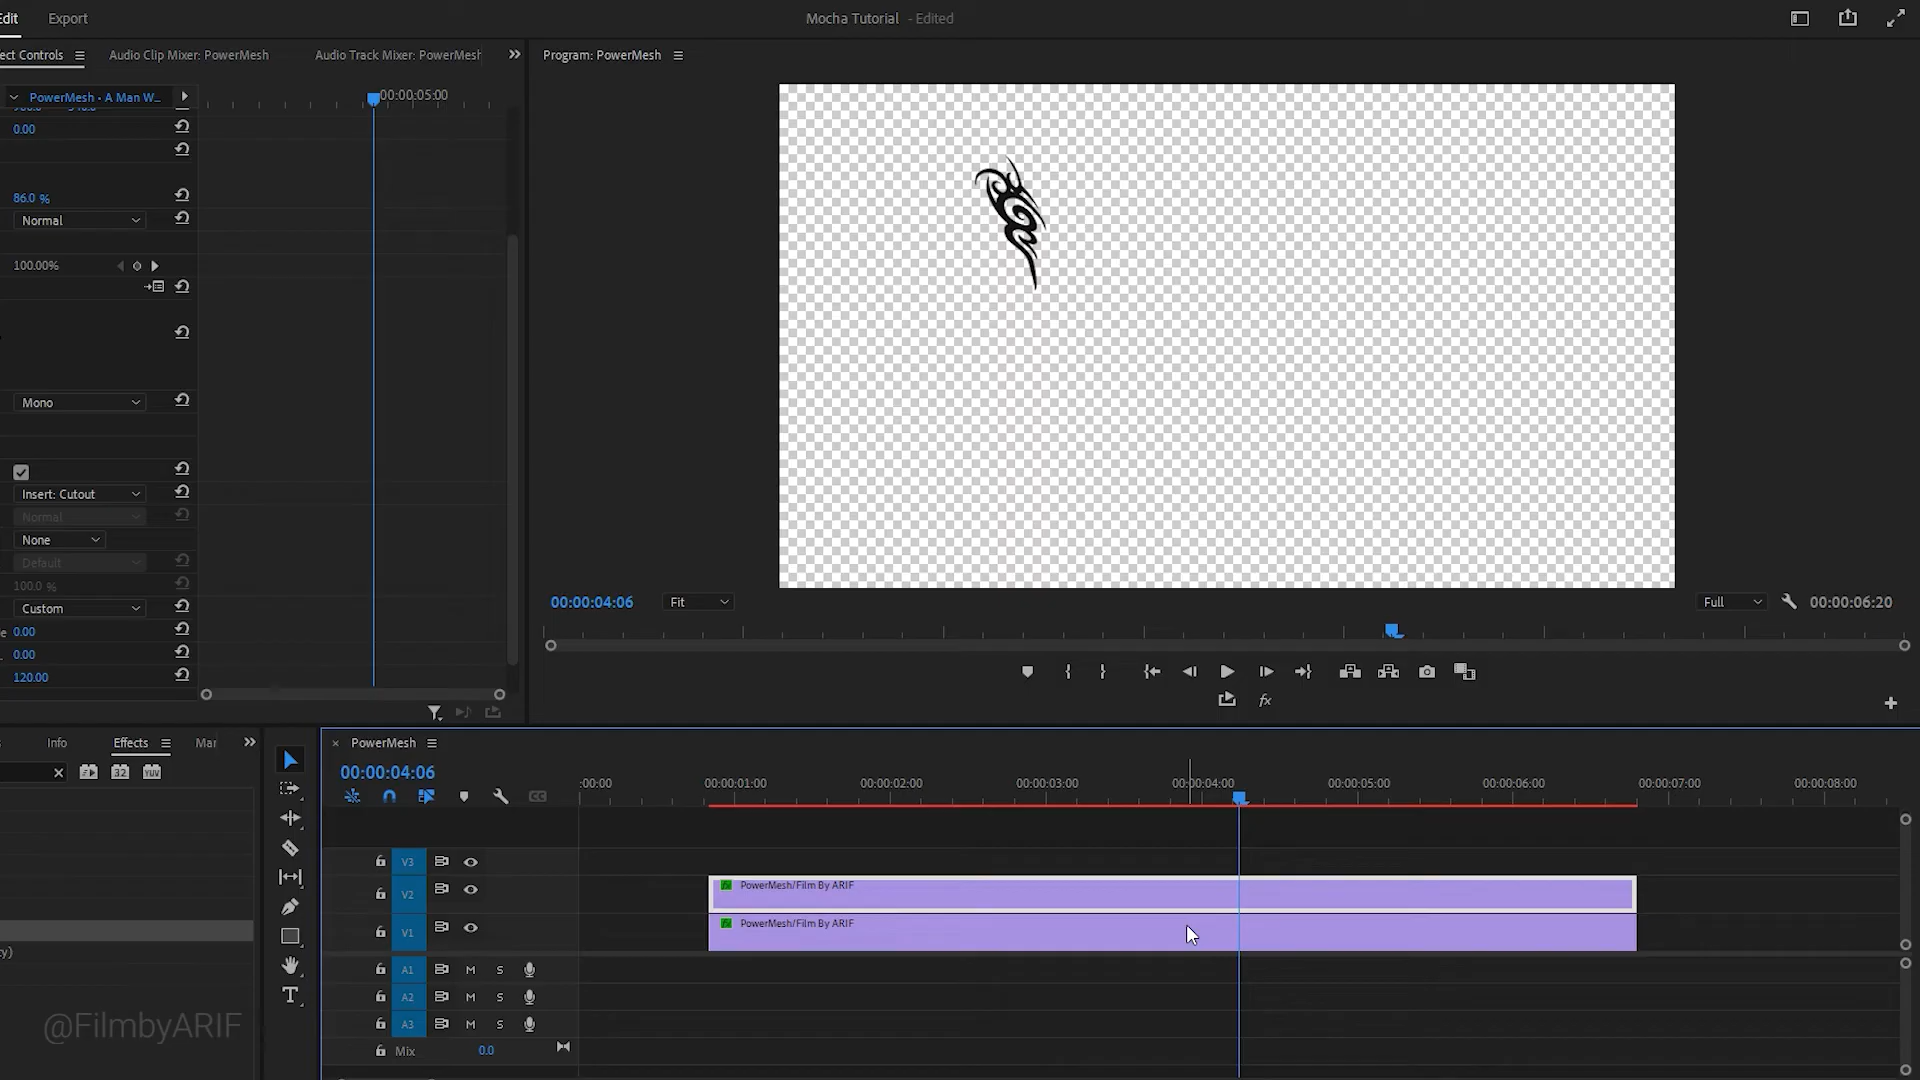 Edit
Export
Mocha Tutorial - Edited
ect Controls
Audio Clip Mixer: PowerMesh
Audio Track Mixer: PowerMesh
Program: PowerMesh
PowerMesh • A Man W...
00:00:05:00
0.00
86.0 %
Normal
100.00%
Mono
Insert: Cutout
Normal
None
Default
100.0 %
Custom
e 0.00
0.00
120.00
00:00:04:06
Fit
Full
00:00:06:20
fx
Info
Effects
Mar
32
YUV
PowerMesh
00:00:04:06
CC
:00:00
00:00:01:00
00:00:02:00
00:00:03:00
00:00:04:00
00:00:05:00
00:00:06:00
00:00:07:00
00:00:08:00
V3
V2
fx PowerMesh/Film By ARIF
V1
fx PowerMesh/Film By ARIF
y)
A1 M S
A2 M S
A3 M S
Mix 0.0
T
@FilmbyARIF